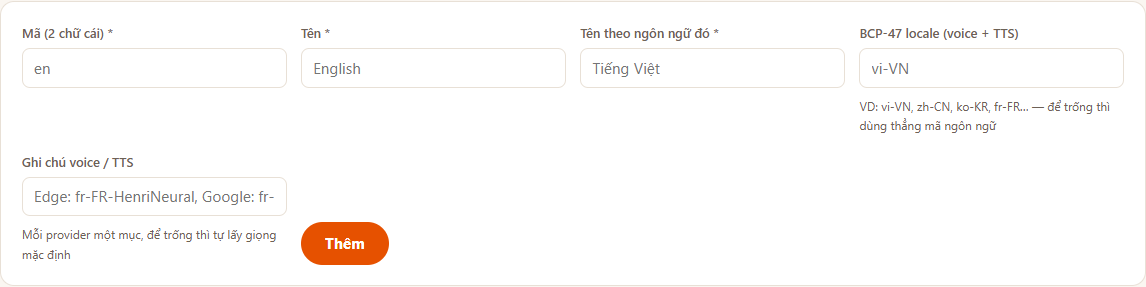 Mã (2 chữ cái) *
Tên *
Tên theo ngôn ngữ đó *
BCP-47 locale (voice + TTS)
en
English
Tiếng Việt
vi-VN
VD: vi-VN, zh-CN, ko-KR, fr-FR... — để trống thì
dùng thẳng mã ngôn ngữ
Ghi chú voice / TTS
Edge: fr-FR-HenriNeural, Google: fr-
Mỗi provider một mục, để trống thì tự lấy giọng
mặc định
Thêm